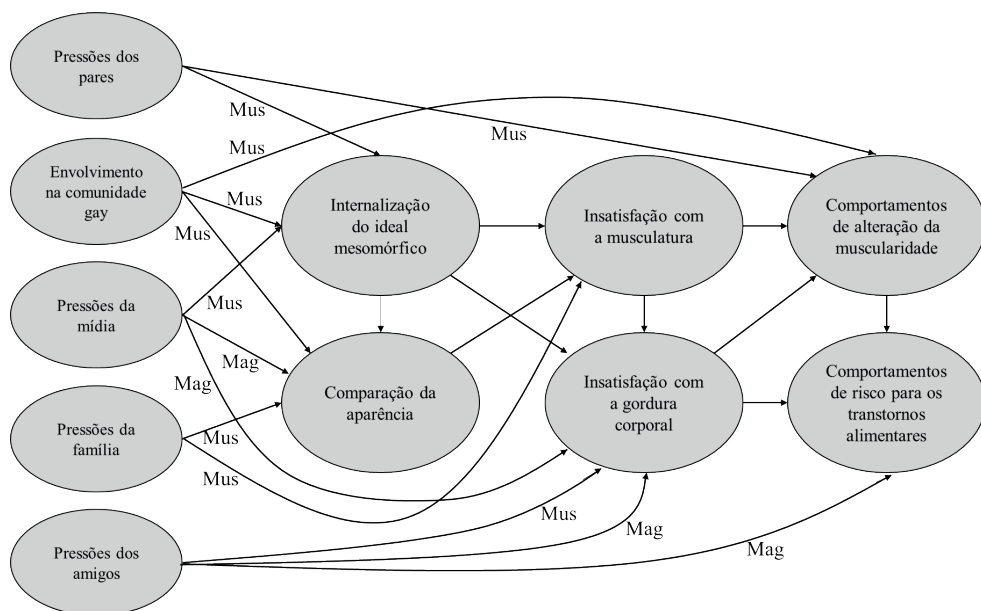 Pressões dos
pares
Envolvimento
na comunidade
gay
Pressões da
mídia
Pressões da
família
Pressões dos
amigos
Mus
Mus
Mus
Mus
Mus
Mus
Mag
Mag
Mus
Mus
Mus
Mag
Mag
Internalização
do ideal
mesomórfico
Comparação da
aparência
Insatisfação com
a musculatura
Insatisfação com
a gordura
corporal
Comportamentos
de alteração da
muscularidade
Comportamentos
de risco para os
transtornos
alimentares